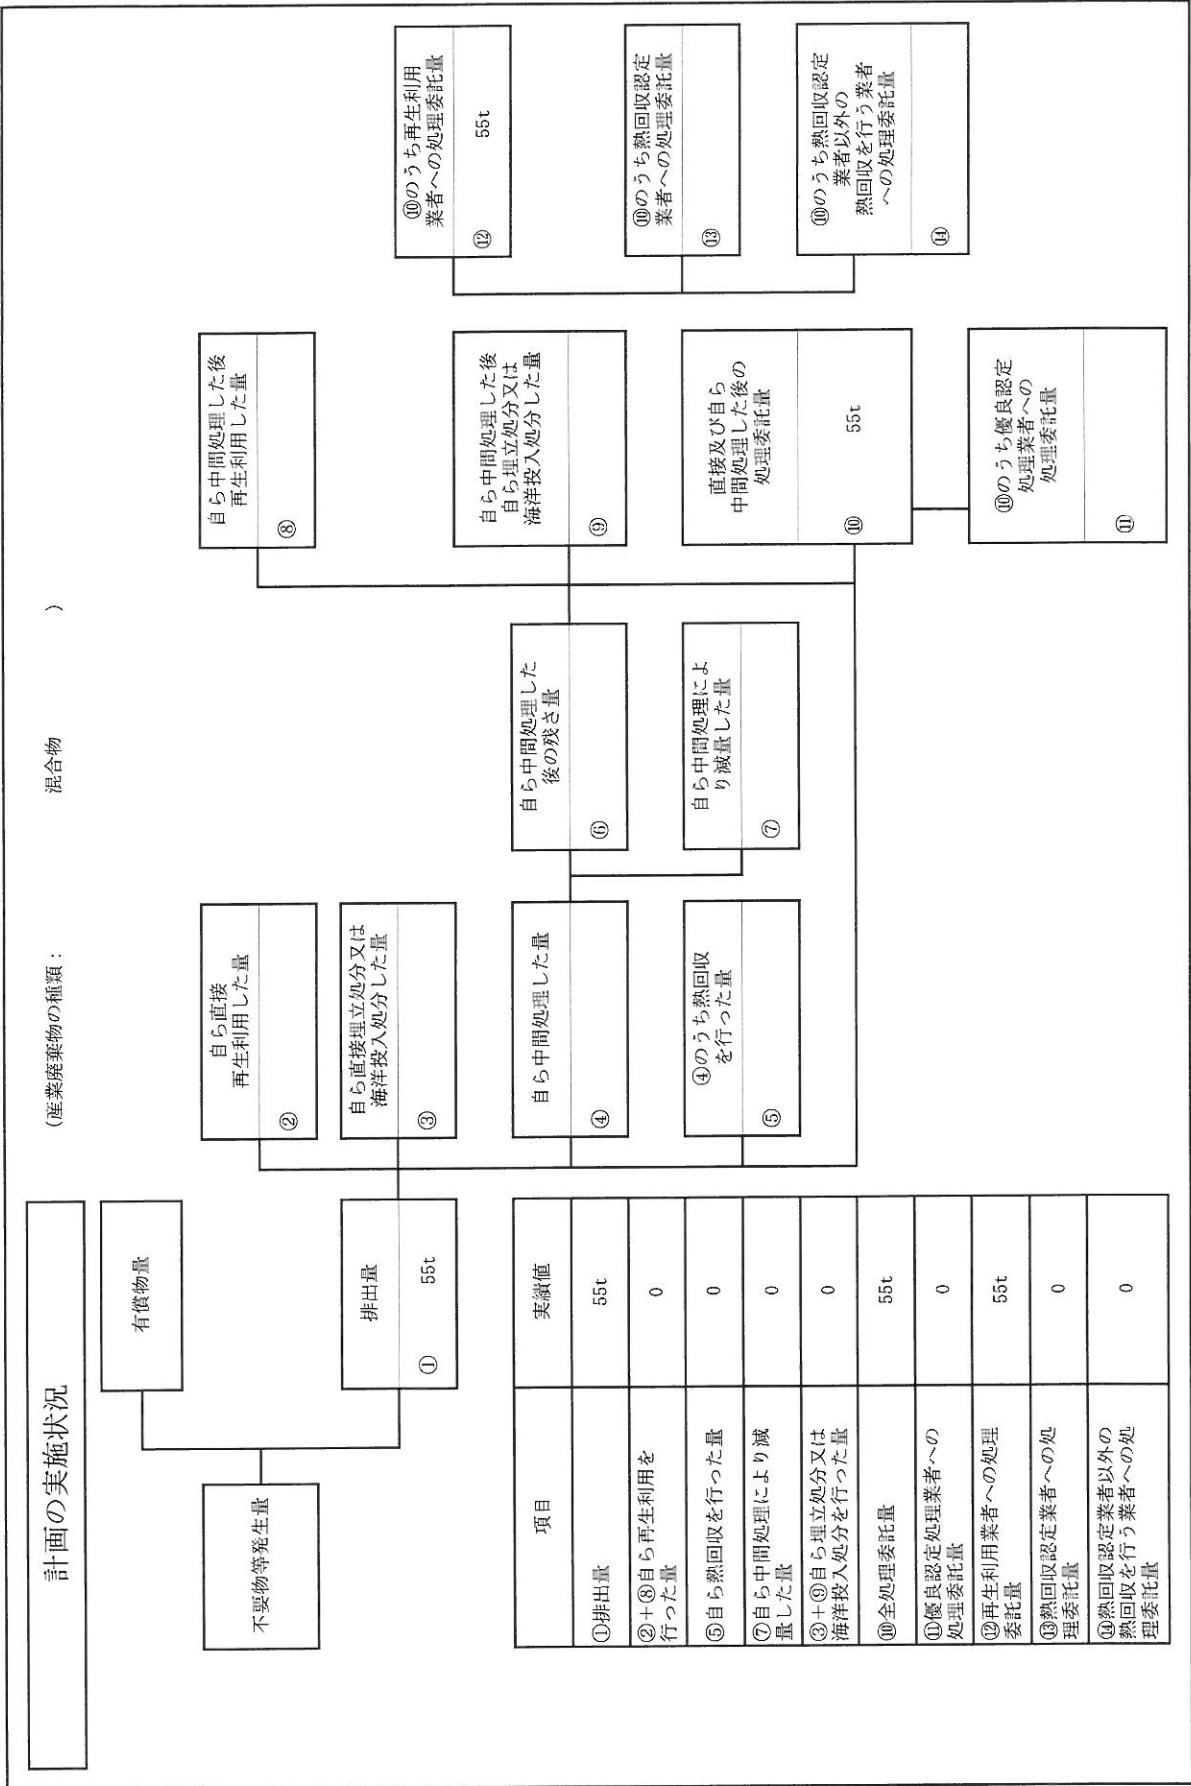 計画の実施状況
(産業廃棄物の種類： 混合物 )
不要物等発生量
有償物量
排出量
① 55t
自ら直接
再生利用した量
②
自ら直接埋立処分又は
海洋投入処分した量
③
自ら中間処理した量
④
④のうち熱回収
を行った量
⑤
自ら中間処理した
後の残さ量
⑥
自ら中間処理によ
り減量した量
⑦
自ら中間処理した後
再生利用した量
⑧
自ら中間処理した後
自ら埋立処分又は
海洋投入処分した量
⑨
直接及び自ら
中間処理した後の
処理委託量
⑩ 55t
⑩のうち優良認定
処理業者への
処理委託量
⑪
⑩のうち再生利用
業者への処理委託量
⑫ 55t
⑩のうち熱回収認定
業者への処理委託量
⑬
⑩のうち熱回収認定
業者以外の
熱回収を行う業者
への処理委託量
⑭
項目 実績値
①排出量 55t
②＋⑧自ら再生利用を
行った量 0
⑤自ら熱回収を行った量 0
⑦自ら中間処理により減
量した量 0
③＋⑨自ら埋立処分又は
海洋投入処分を行った量 0
⑩全処理委託量 55t
⑪優良認定処理業者への
処理委託量 0
⑫再生利用業者への処理
委託量 55t
⑬熱回収認定業者への処
理委託量 0
⑭熱回収認定業者以外の
熱回収を行う業者への処
理委託量 0